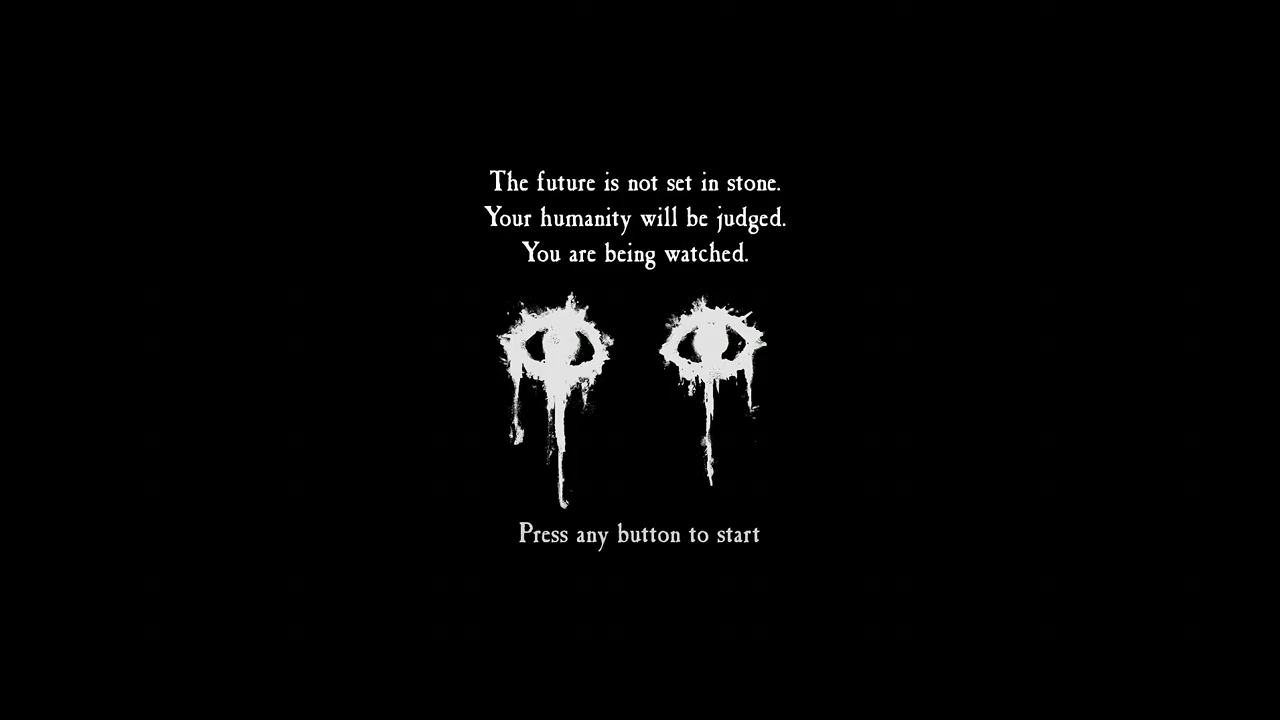 The future is not set in stone.
Your humanity will be judged.
You are being watched.
Press any button to start